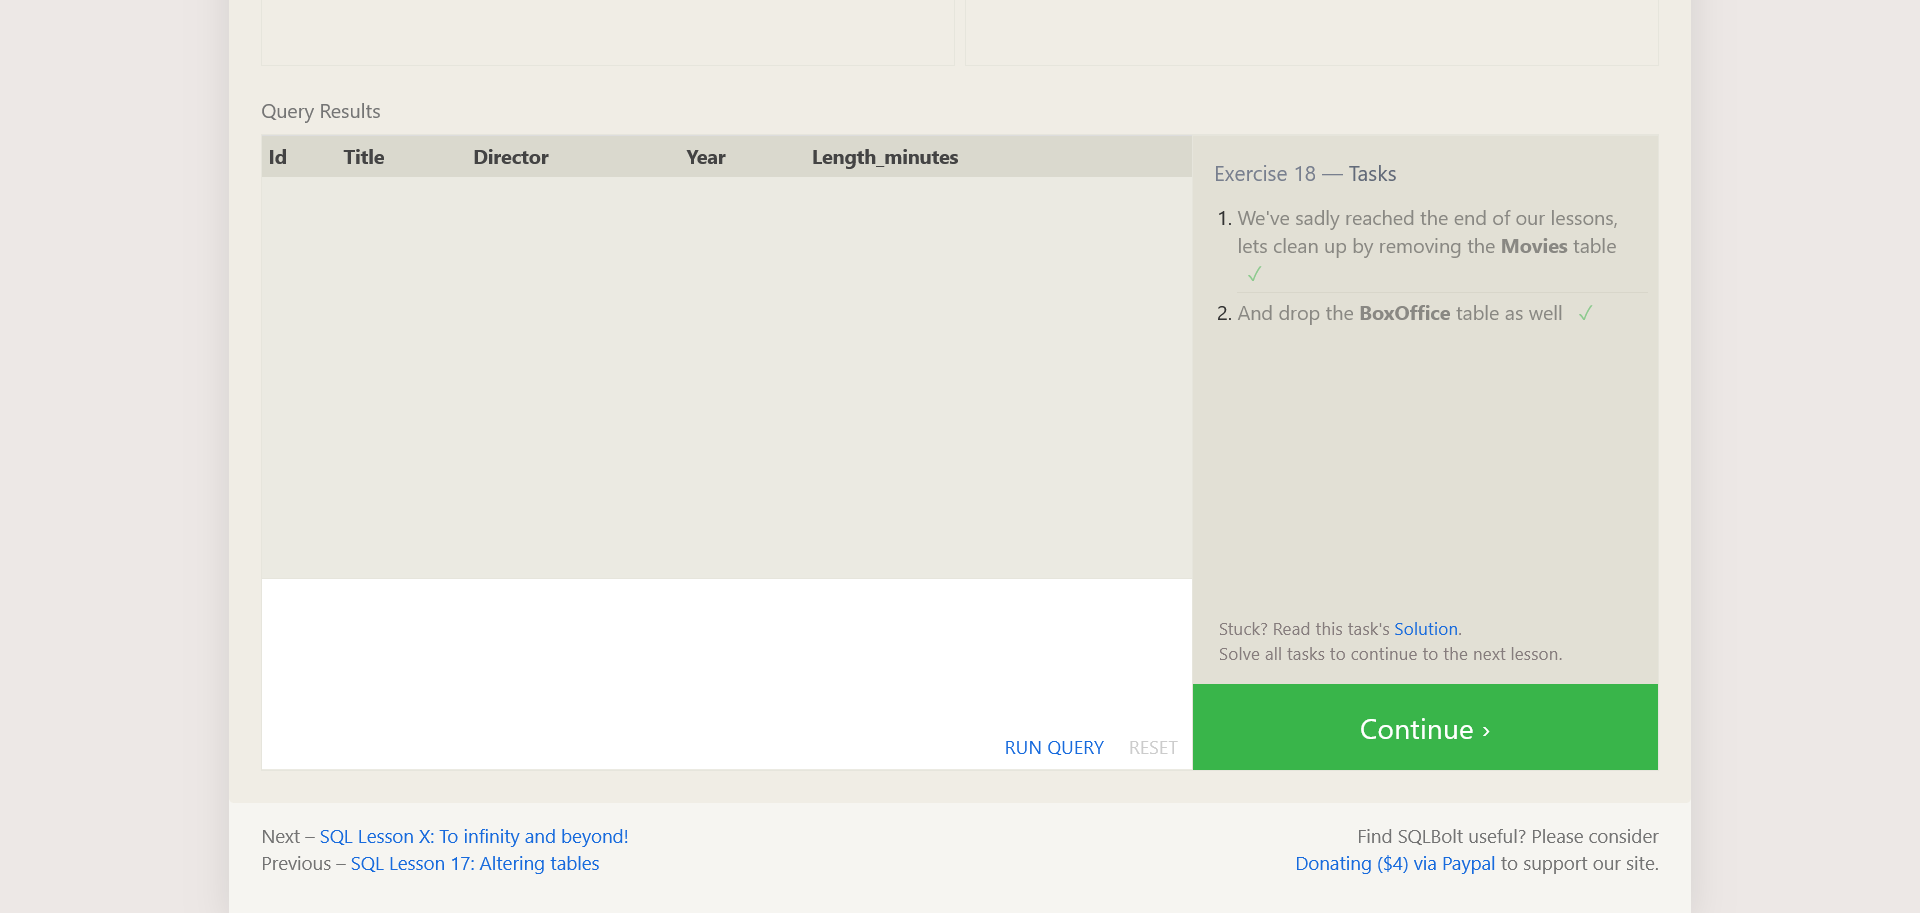 Query Results
Id Title Director Year Length_minutes
Exercise 18 — Tasks
1. We've sadly reached the end of our lessons,
lets clean up by removing the Movies table
✓
2. And drop the BoxOffice table as well ✓
Stuck? Read this task's Solution.
Solve all tasks to continue to the next lesson.
RUN QUERY RESET
Continue ›
Next – SQL Lesson X: To infinity and beyond!
Previous – SQL Lesson 17: Altering tables
Find SQLBolt useful? Please consider
Donating ($4) via Paypal to support our site.